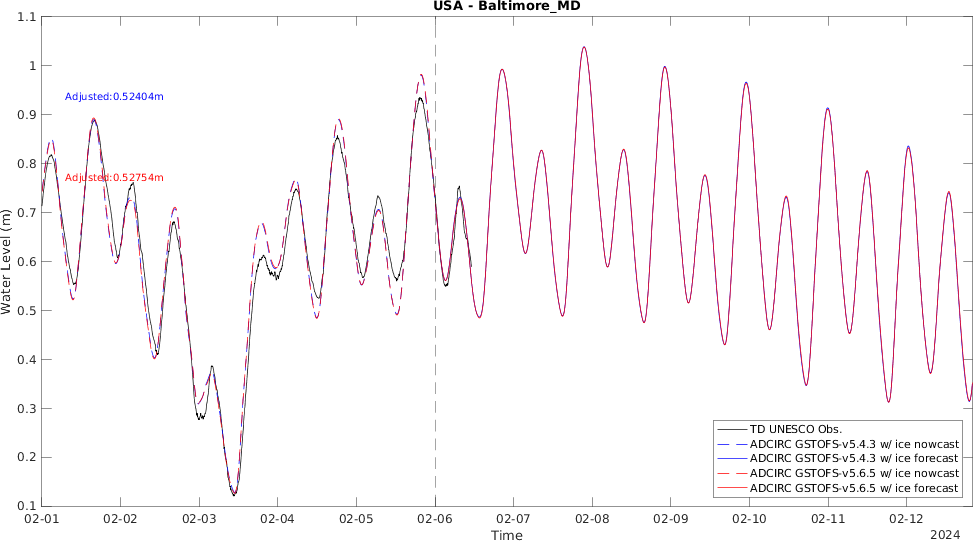 USA - Baltimore_MD
1.1
1
0.9
0.8
0.7
0.6
0.5
0.4
0.3
0.2
0.1
Water Level (m)
Adjusted:0.52404m
Adjusted:0.52754m
TD UNESCO Obs.
ADCIRC GSTOFS-v5.4.3 w/ ice nowcast
ADCIRC GSTOFS-v5.4.3 w/ ice forecast
ADCIRC GSTOFS-v5.6.5 w/ ice nowcast
ADCIRC GSTOFS-v5.6.5 w/ ice forecast
02-01 02-02 02-03 02-04 02-05 02-06 02-07 02-08 02-09 02-10 02-11 02-12
Time
2024